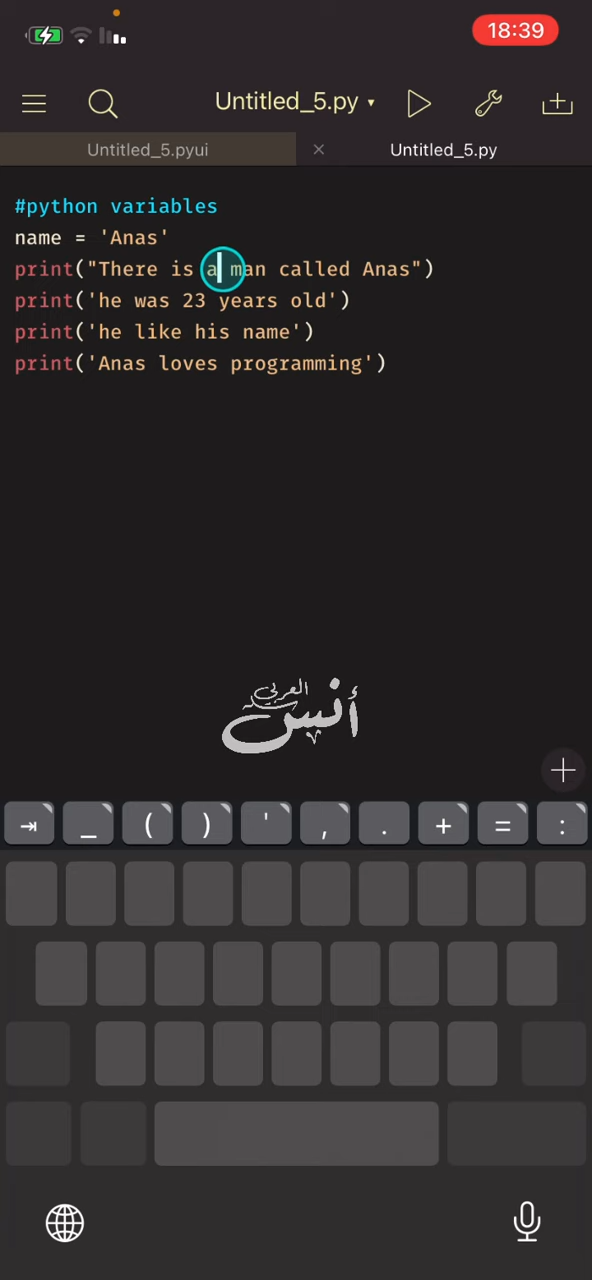 18:39
Untitled_5.py
Untitled_5.pyui
Untitled_5.py
#python variables
name = 'Anas'
print("There is a man called Anas")
print('he was 23 years old')
print('he like his name')
print('Anas loves programming')
أنس العربي
_ ( ) ' , . + = :